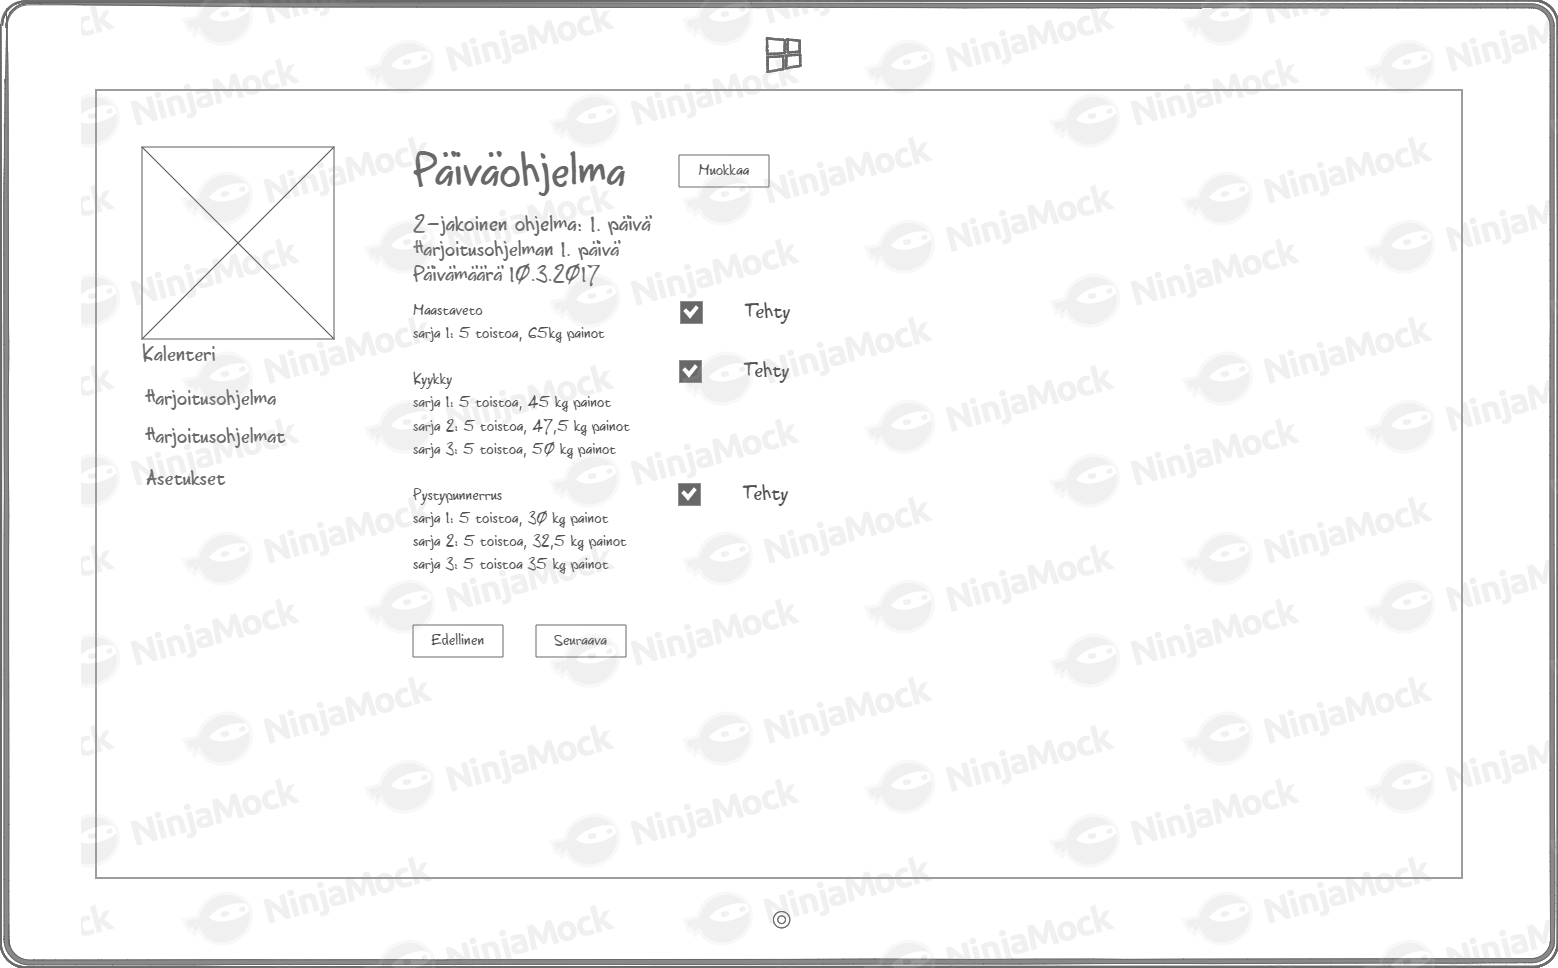 Päiväohjelma
Muokkaa
2-jakoinen ohjelma: 1. päivä
Harjoitusohjelman 1. päivä
Päivämäärä 10.3.2017
Maastaveto
Tehty
sarja 1: 5 toistoa, 65kg painot
Kalenteri
Kyykky
Tehty
Harjoitusohjelma
sarja 1: 5 toistoa, 45 kg painot
sarja 2: 5 toistoa, 47,5 kg painot
Harjoitusohjelmat
sarja 3: 5 toistoa, 50 kg painot
Asetukset
Pystypunnerrus
Tehty
sarja 1: 5 toistoa, 30 kg painot
sarja 2: 5 toistoa, 32,5 kg painot
sarja 3: 5 toistoa 35 kg painot
Edellinen
Seuraava
NinjaMock